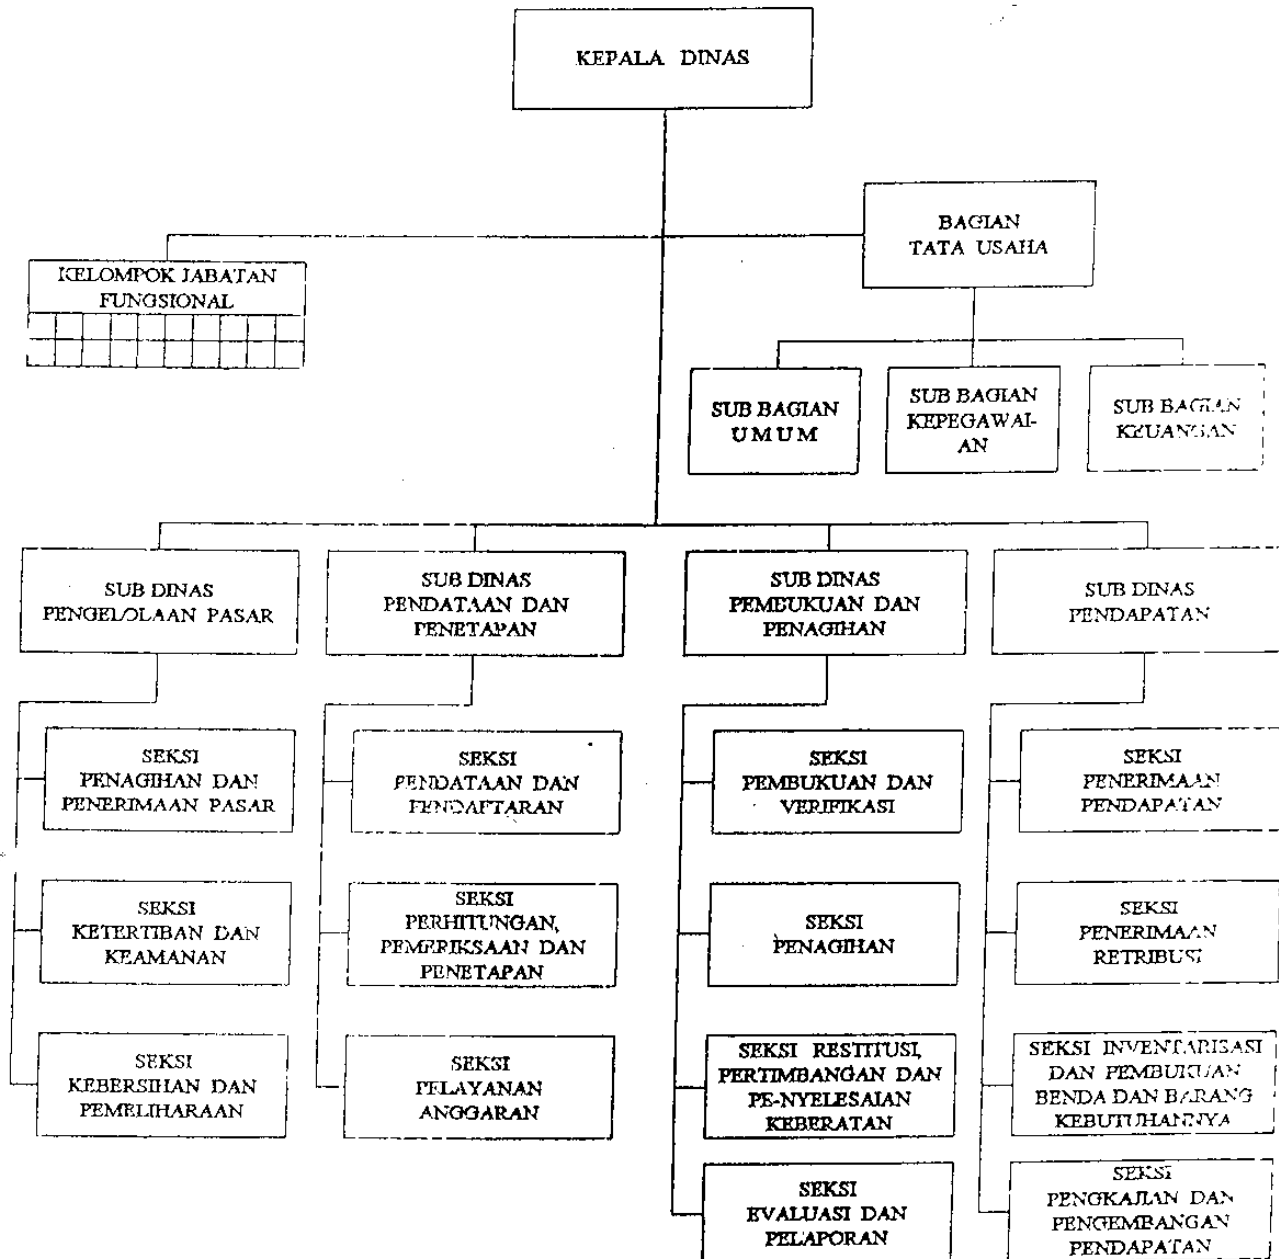 KEPALA DINAS
BAGIAN
TATA USAHA
KELOMPOK JABATAN
FUNGSIONAL
SUB BAGIAN
UMUM
SUB BAGIAN
KEPEGAWAI-
AN
SUB BAGIAN
KEUANGAN
SUB DINAS
PENGELOLAAN PASAR
SUB DINAS
PENDATAAN DAN
PENETAPAN
SUB DINAS
PEMBUKUAN DAN
PENAGIHAN
SUB DINAS
PENDAPATAN
SEKSI
PENAGIHAN DAN
PENERIMAAN PASAR
SEKSI
KETERTIBAN DAN
KEAMANAN
SEKSI
KEBERSIHAN DAN
PEMELIHARAAN
SEKSI
PENDATAAN DAN
PENDAFTARAN
SEKSI
PERHITUNGAN,
PEMERIKSAAN DAN
PENETAPAN
SEKSI
PELAYANAN
ANGGARAN
SEKSI
PEMBUKUAN DAN
VERIFIKASI
SEKSI
PENAGIHAN
SEKSI RESTITUSI,
PERTIMBANGAN DAN
PE-NYELESAIAN
KEBERATAN
SEKSI
EVALUASI DAN
PELAPORAN
SEKSI
PENERIMAAN
PENDAPATAN
SEKSI
PENERIMAAN
RETRIBUSI
SEKSI INVENTARISASI
DAN PEMBUKUAN
BENDA DAN BARANG
KEBUTUHANNYA
SEKSI
PENGKAJIAN DAN
PENGEMBANGAN
PENDAPATAN